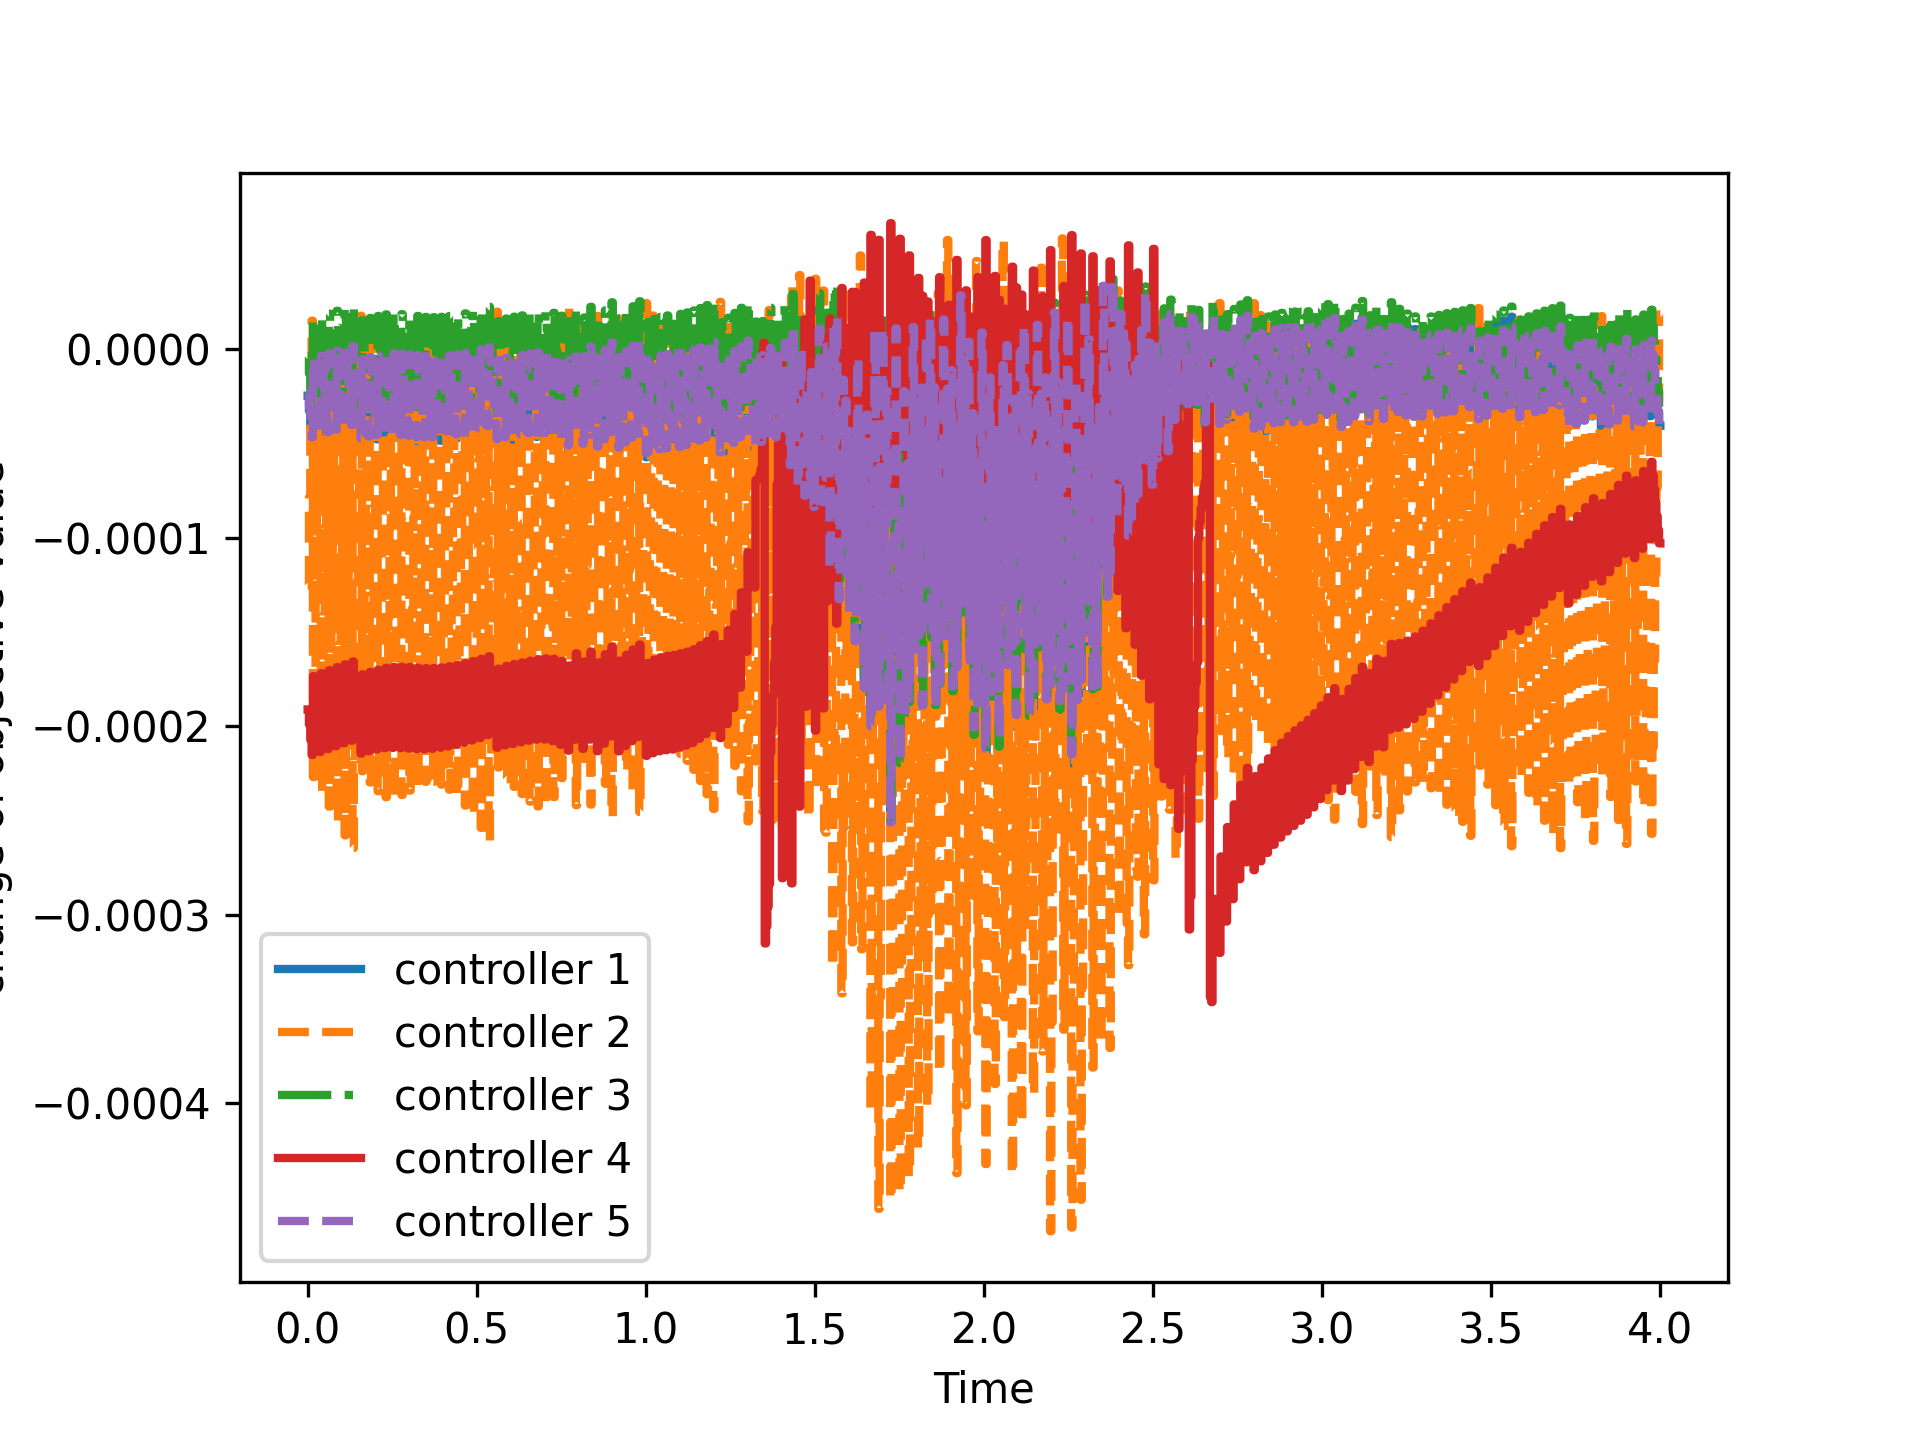 0.0000
−0.0001
−0.0002
−0.0003
−0.0004
controller 1
controller 2
controller 3
controller 4
controller 5
0.0 0.5 1.0 1.5 2.0 2.5 3.0 3.5 4.0
Time